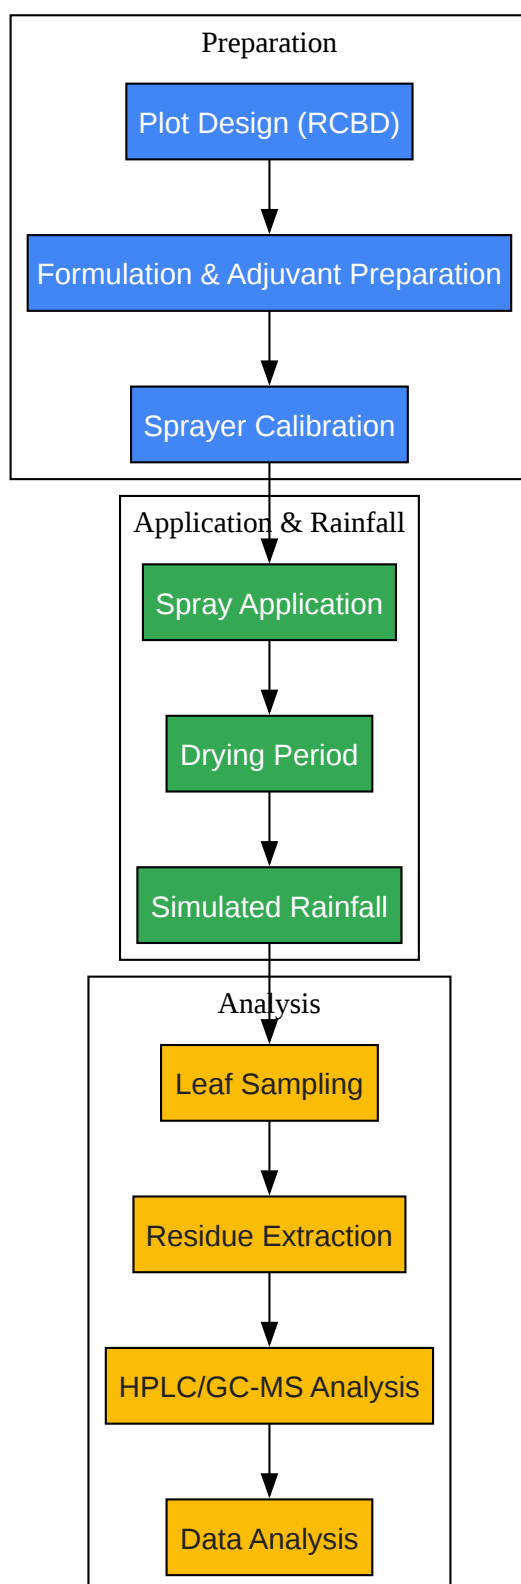 Preparation
Plot Design (RCBD)
Formulation & Adjuvant Preparation
Sprayer Calibration
Application & Rainfall
Spray Application
Drying Period
Simulated Rainfall
Analysis
Leaf Sampling
Residue Extraction
HPLC/GC-MS Analysis
Data Analysis